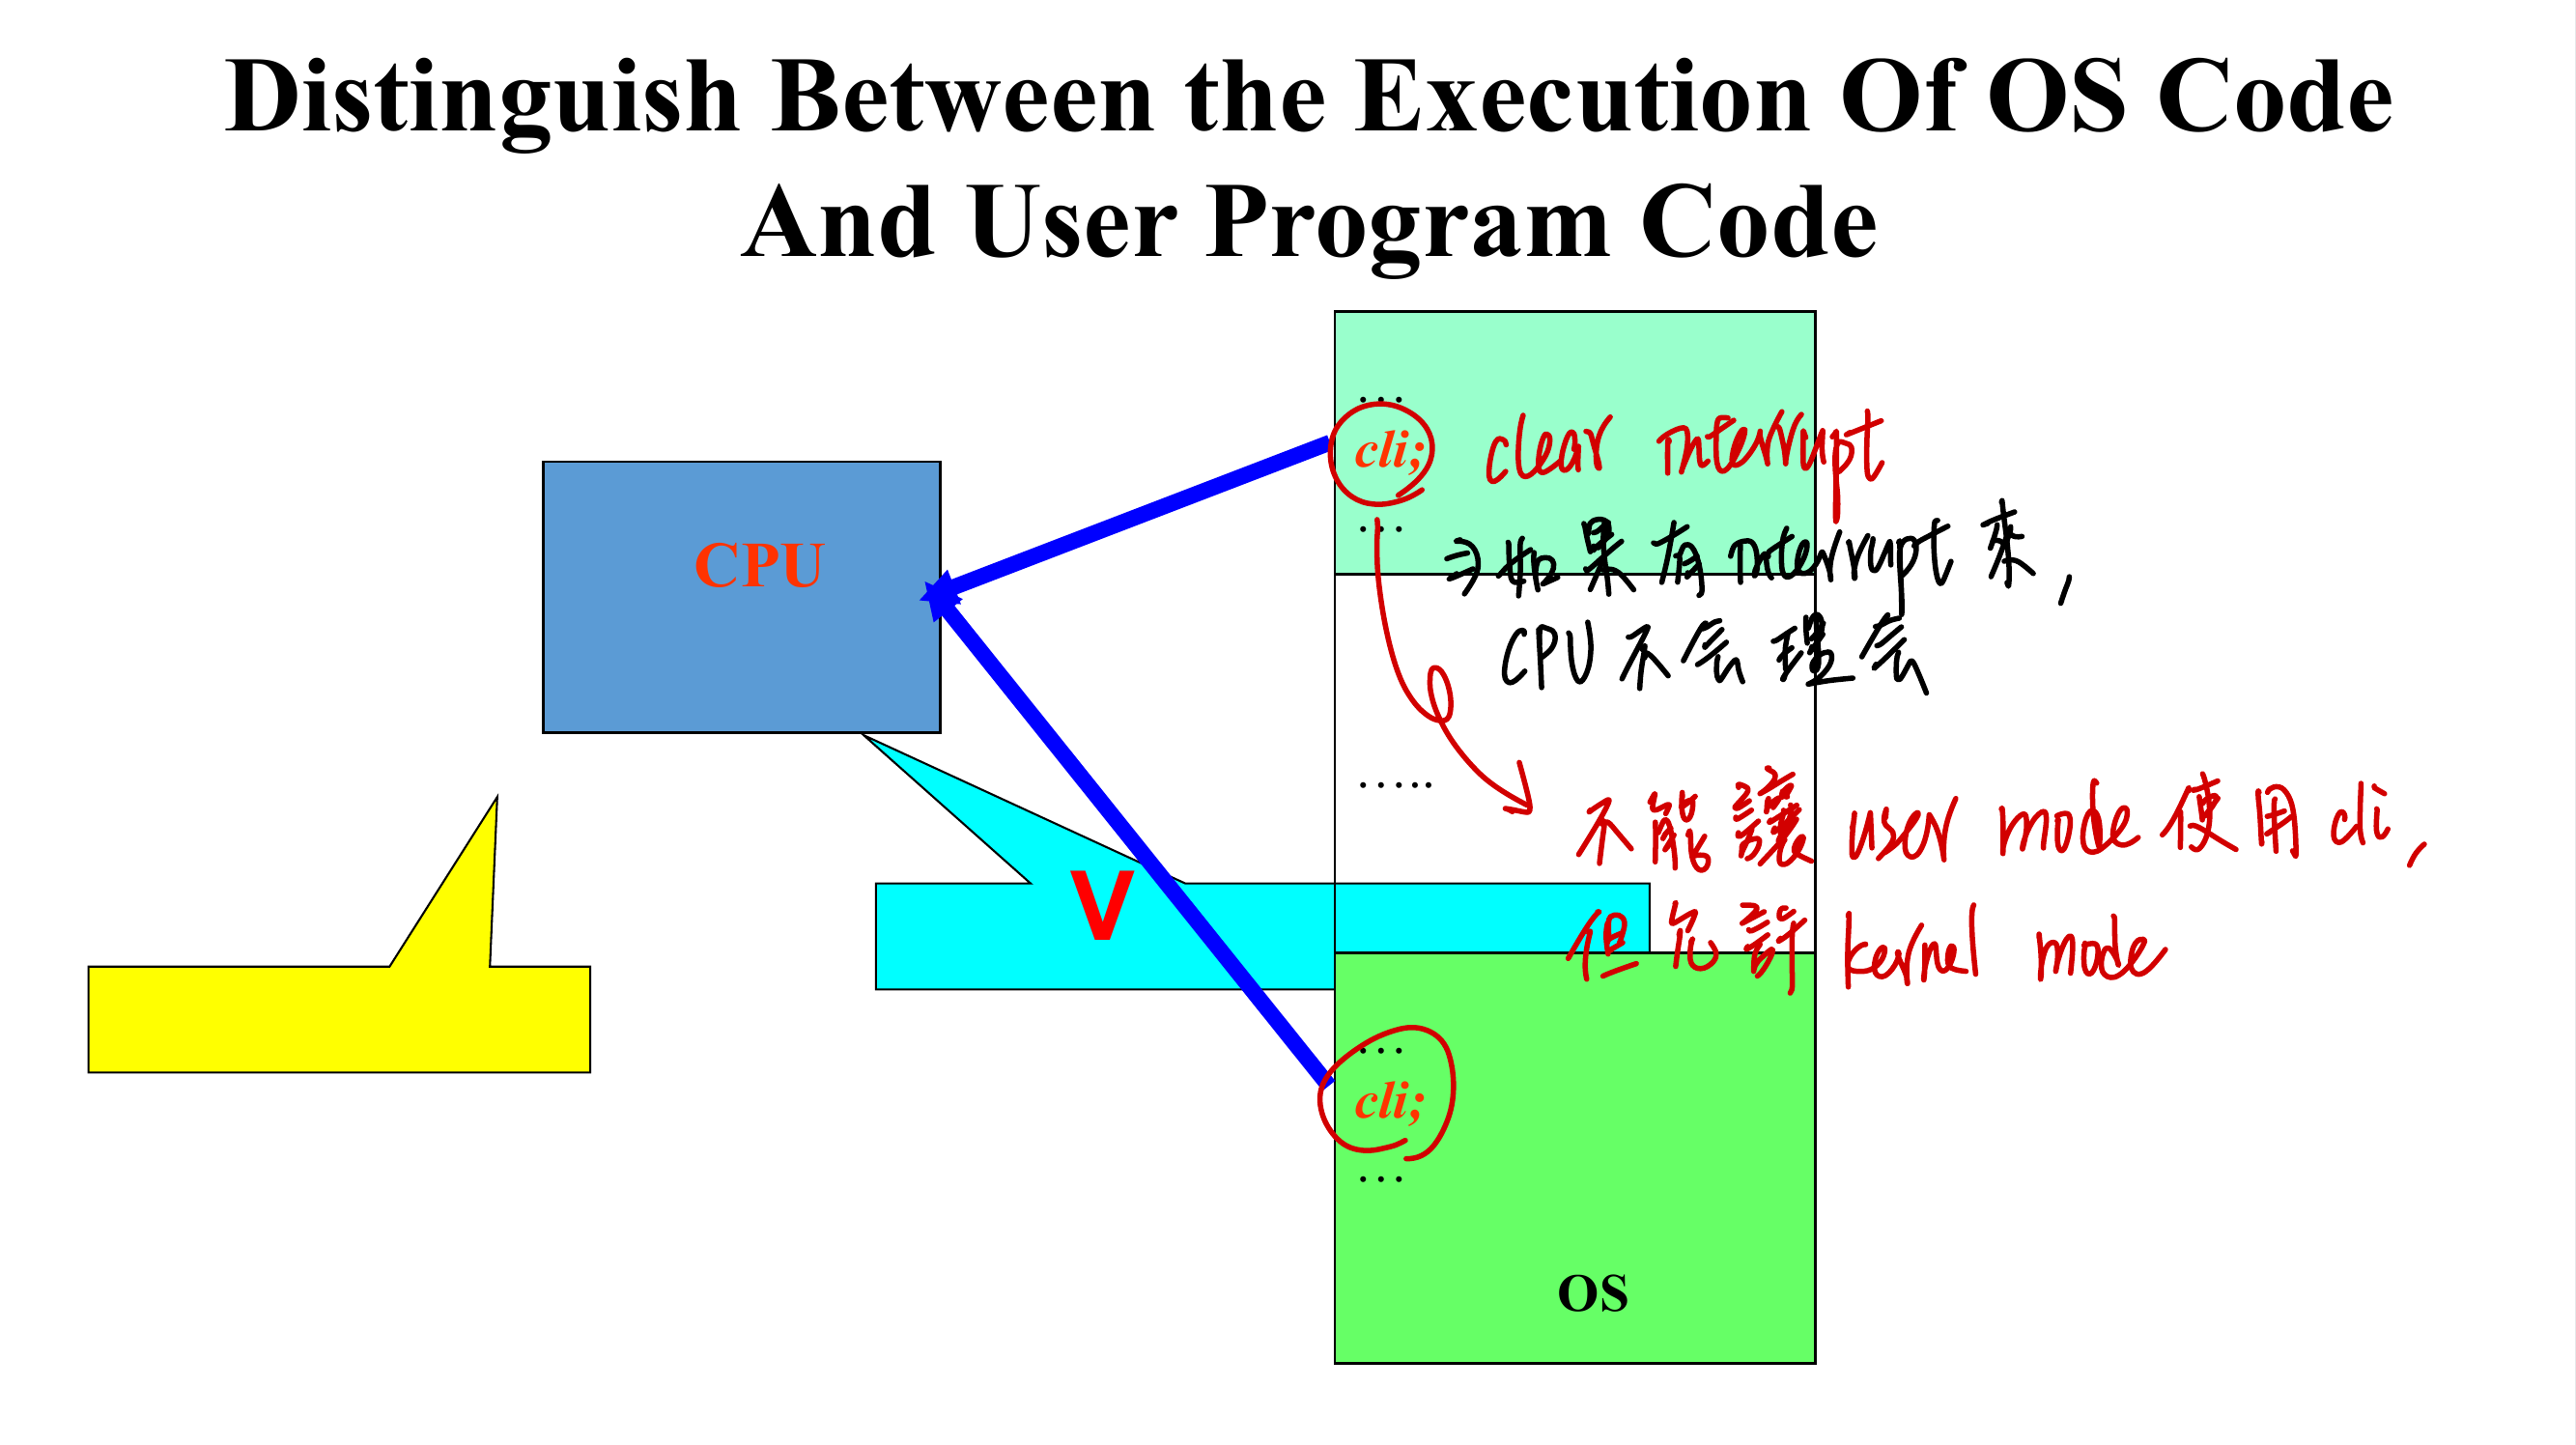 Distinguish Between the Execution Of OS Code
And User Program Code
...
cli; clear interrupt
...
⇒如果有interrupt來,
CPU不会理会
CPU
.....
不能讓 user mode 使用 cli,
但允許 kernel mode
V
...
cli;
...
OS